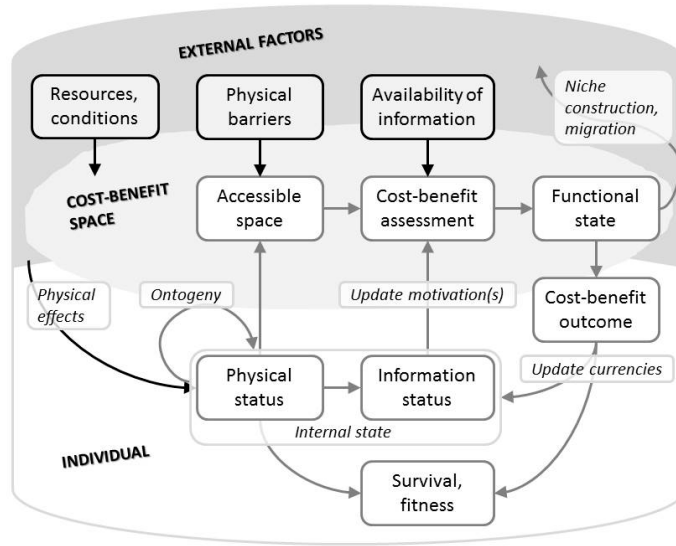 EXTERNAL FACTORS
Resources,
conditions
Physical
barriers
Availability of
information
Niche
construction,
migration
COST-BENEFIT
SPACE
Accessible
space
Cost-benefit
assessment
Functional
state
Physical
effects
Ontogeny
Update motivation(s)
Cost-benefit
outcome
Physical
status
Information
status
Update currencies
Internal state
INDIVIDUAL
Survival,
fitness